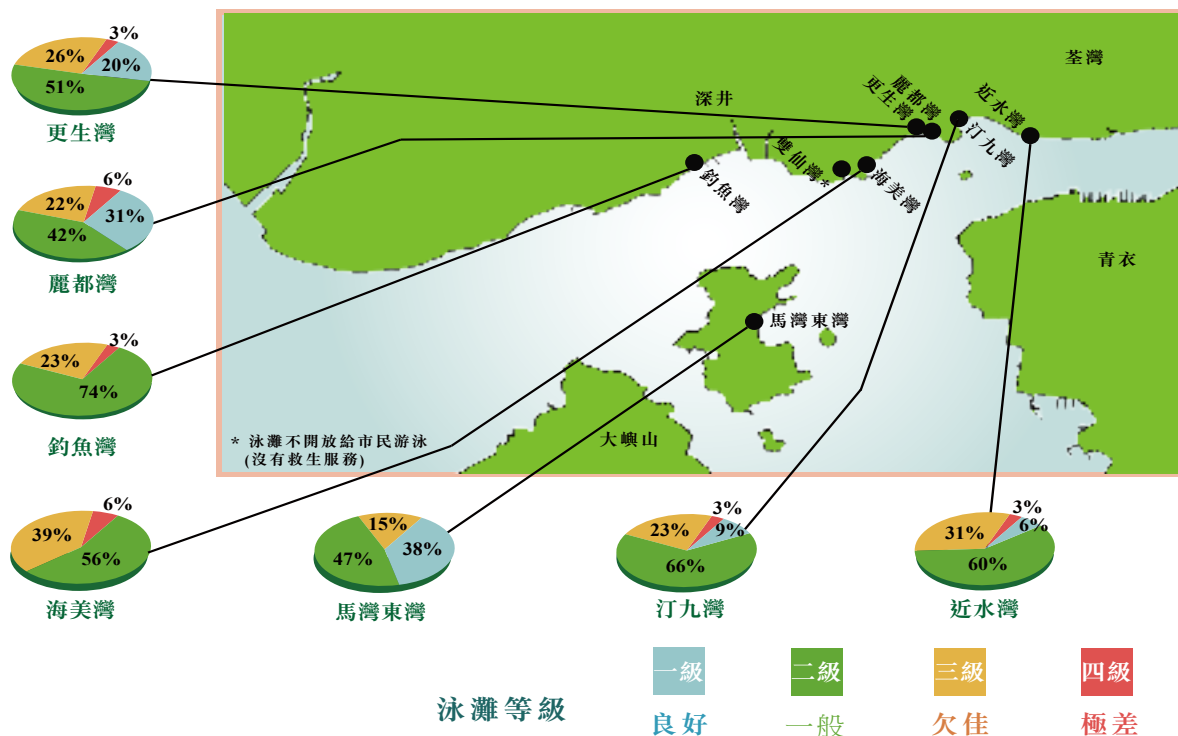 3%
26%
20%
51%
更生灣
6%
22%
31%
42%
麗都灣
3%
23%
74%
釣魚灣
荃灣
深井
麗都灣
更生灣
近水灣
汀九灣
雙仙灣*
海美灣
釣魚灣
青衣
馬灣東灣
大嶼山
* 泳灘不開放給市民游泳
(沒有救生服務)
6%
39%
56%
海美灣
15%
38%
47%
馬灣東灣
3%
23%
9%
66%
汀九灣
3%
31%
6%
60%
近水灣
泳灘等級
一級
二級
三級
四級
良好
一般
欠佳
極差